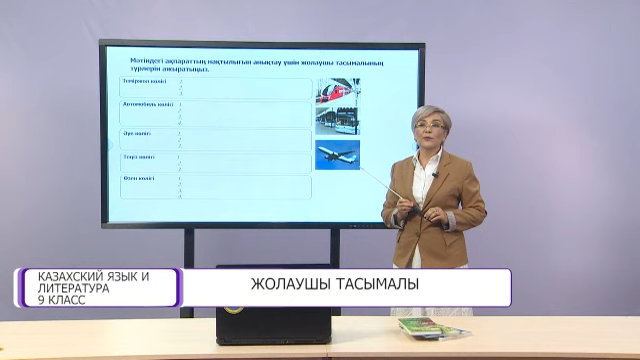 Мәтіндегі ақпараттың нақтылығын анықтау үшін жолаушы тасымалының
түрлерін ажыратыңыз.
Теміржол көлігі
Автомобиль көлігі
Әуе көлігі
Теңіз көлігі
Өзен көлігі
КАЗАХСКИЙ ЯЗЫК И
ЛИТЕРАТУРА
9 КЛАСС
ЖОЛАУШЫ ТАСЫМАЛЫ